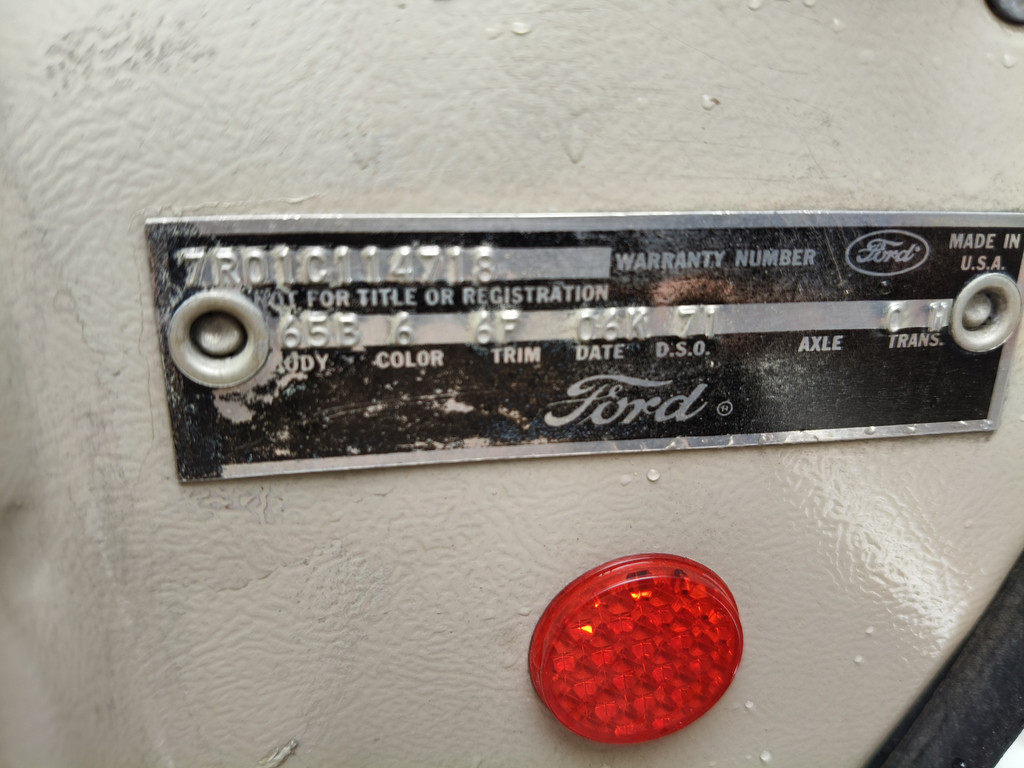 7R01C114718 WARRANTY NUMBER Ford MADE IN U.S.A.
NOT FOR TITLE OR REGISTRATION
65B 6 6F 06K 71
BODY COLOR TRIM DATE D.S.O. AXLE TRANS.
Ford ®